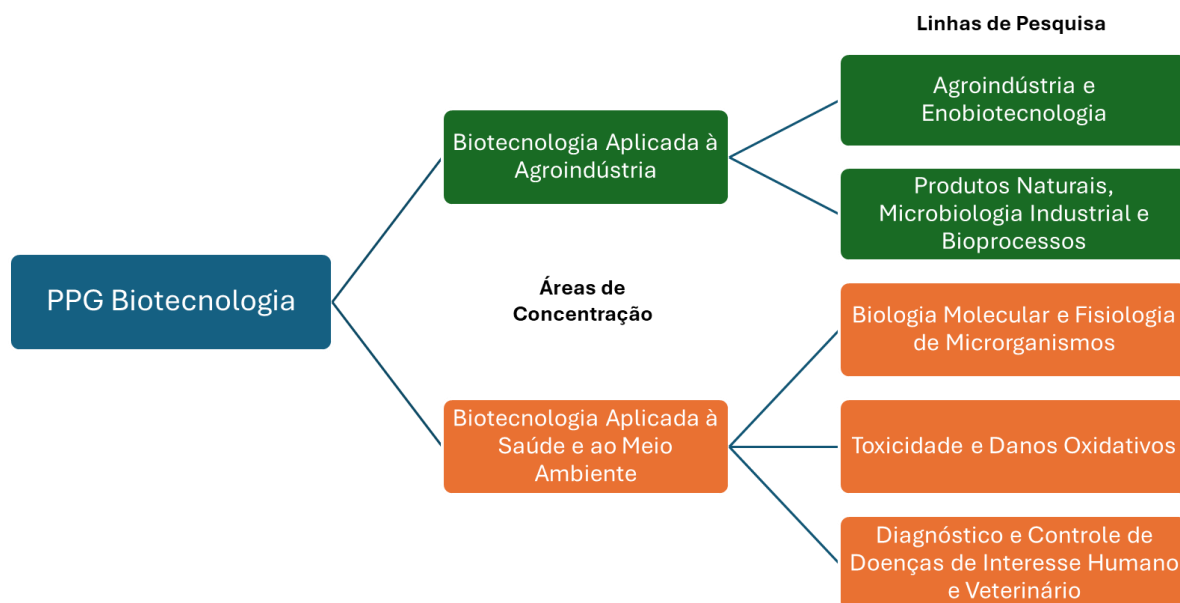 Linhas de Pesquisa
Agroindústria e
Enobiotecnologia
Biotecnologia Aplicada à
Agroindústria
Produtos Naturais,
Microbiologia Industrial e
Bioprocessos
PPG Biotecnologia
Áreas de
Concentração
Biologia Molecular e Fisiologia
de Microrganismos
Biotecnologia Aplicada à
Saúde e ao Meio
Ambiente
Toxicidade e Danos Oxidativos
Diagnóstico e Controle de
Doenças de Interesse Humano
e Veterinário